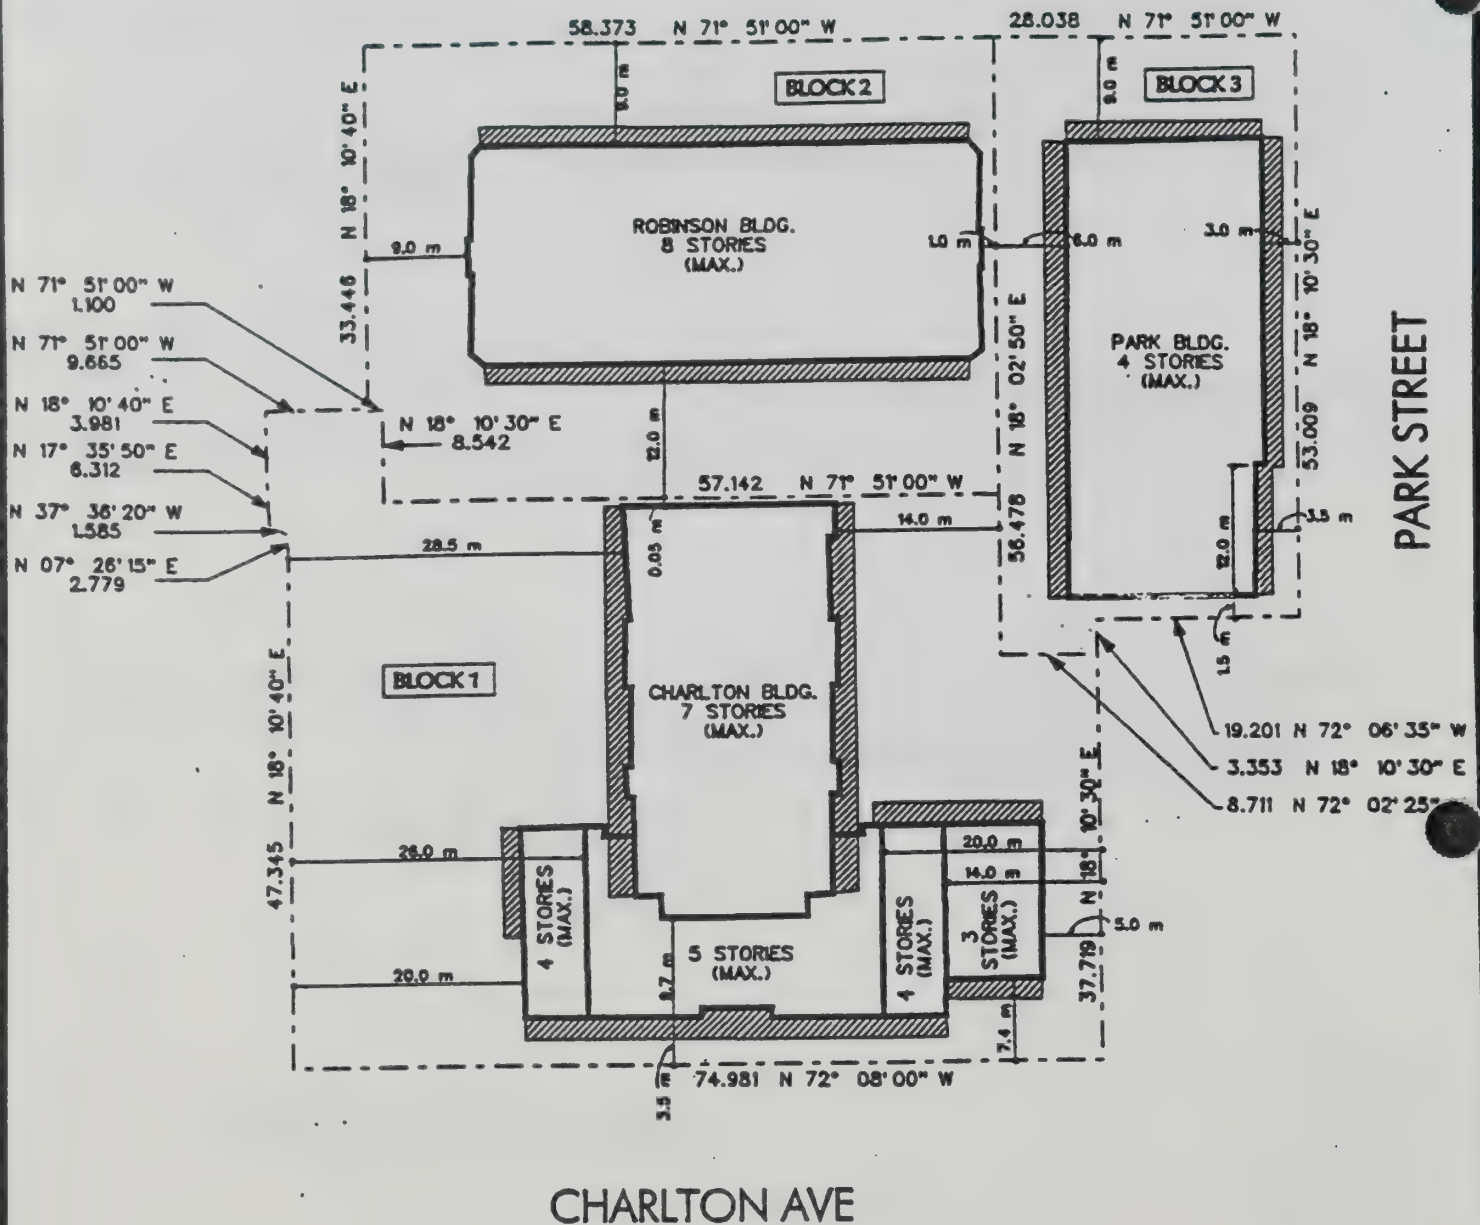 58.373 N 71° 51' 00" W
28.038 N 71° 51' 00" W
BLOCK 2
BLOCK 3
9.0 m
9.0 m
33.446 N 18° 10' 40" E
ROBINSON BLDG.
8 STORIES
(MAX.)
9.0 m
1.0 m
6.0 m
3.0 m
N 71° 51' 00" W
1.100
N 71° 51' 00" W
9.665
N 18° 10' 40" E
3.981
N 17° 35' 50" E
6.312
N 37° 36' 20" W
1.585
N 07° 26' 15" E
2.779
N 18° 10' 30" E
8.542
12.0 m
56.478 N 18° 02' 50" E
PARK BLDG.
4 STORIES
(MAX.)
53.009 N 18° 10' 30" E
PARK STREET
57.142 N 71° 51' 00" W
0.05 m
28.5 m
14.0 m
12.0 m
3.5 m
1.5 m
BLOCK 1
CHARLTON BLDG.
7 STORIES
(MAX.)
19.201 N 72° 06' 35" W
3.353 N 18° 10' 30" E
8.711 N 72° 02' 25"
47.345 N 18° 10' 40" E
37.719 N 18° 10' 30" E
26.0 m
20.0 m
14.0 m
5.0 m
4 STORIES
(MAX.)
5 STORIES
(MAX.)
4 STORIES
(MAX.)
3
STORIES
(MAX.)
20.0 m
9.7 m
7.4 m
74.981 N 72° 08' 00" W
CHARLTON AVE